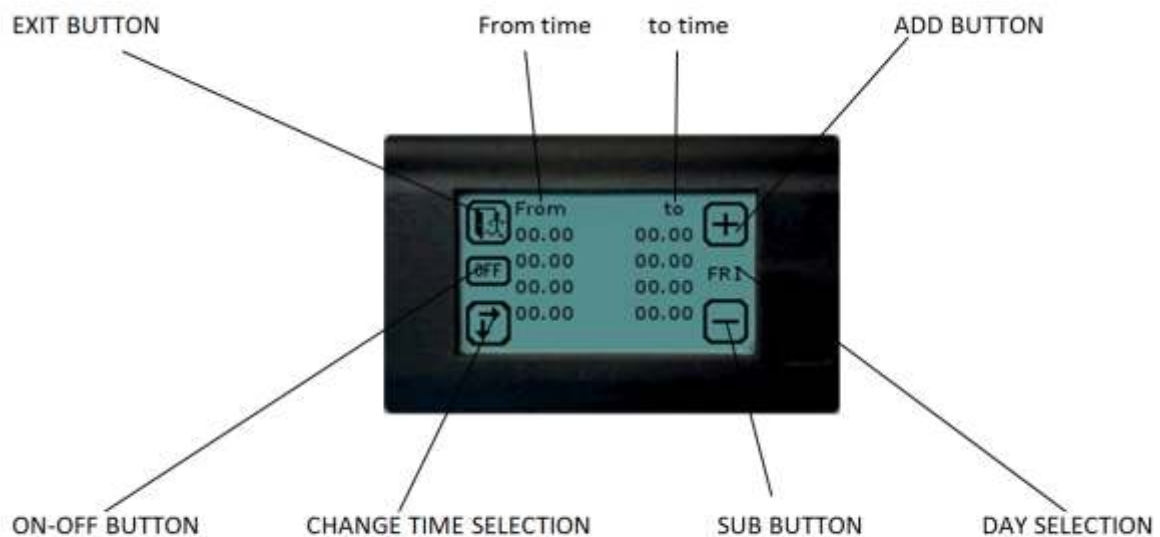 EXIT BUTTON From time to time ADD BUTTON
From to
00.00 00.00
00.00 00.00
OFF FRI
00.00 00.00
00.00 00.00
ON-OFF BUTTON CHANGE TIME SELECTION SUB BUTTON DAY SELECTION